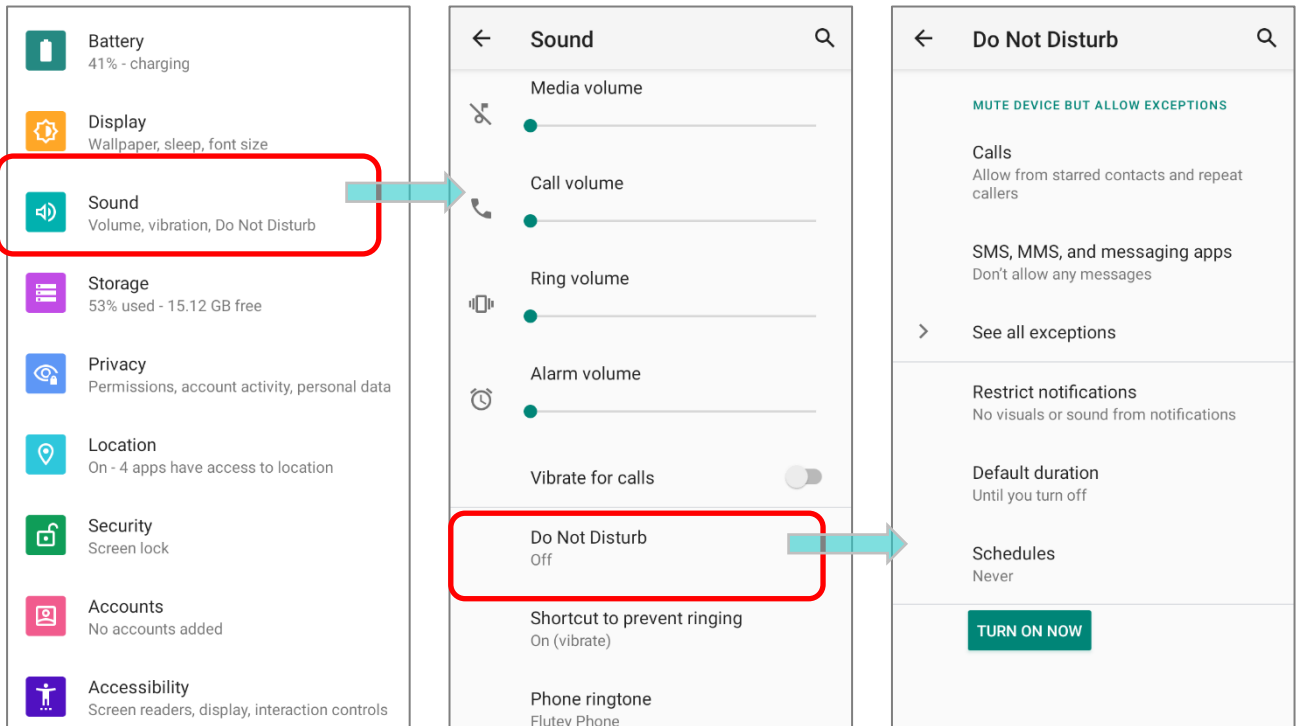 Battery
41% - charging
Display
Wallpaper, sleep, font size
Sound
Volume, vibration, Do Not Disturb
Storage
53% used - 15.12 GB free
Privacy
Permissions, account activity, personal data
Location
On - 4 apps have access to location
Security
Screen lock
Accounts
No accounts added
Accessibility
Screen readers, display, interaction controls
Sound
Media volume
Call volume
Ring volume
Alarm volume
Vibrate for calls
Do Not Disturb
Off
Shortcut to prevent ringing
On (vibrate)
Phone ringtone
Flutey Phone
Do Not Disturb
MUTE DEVICE BUT ALLOW EXCEPTIONS
Calls
Allow from starred contacts and repeat
callers
SMS, MMS, and messaging apps
Don't allow any messages
See all exceptions
Restrict notifications
No visuals or sound from notifications
Default duration
Until you turn off
Schedules
Never
TURN ON NOW